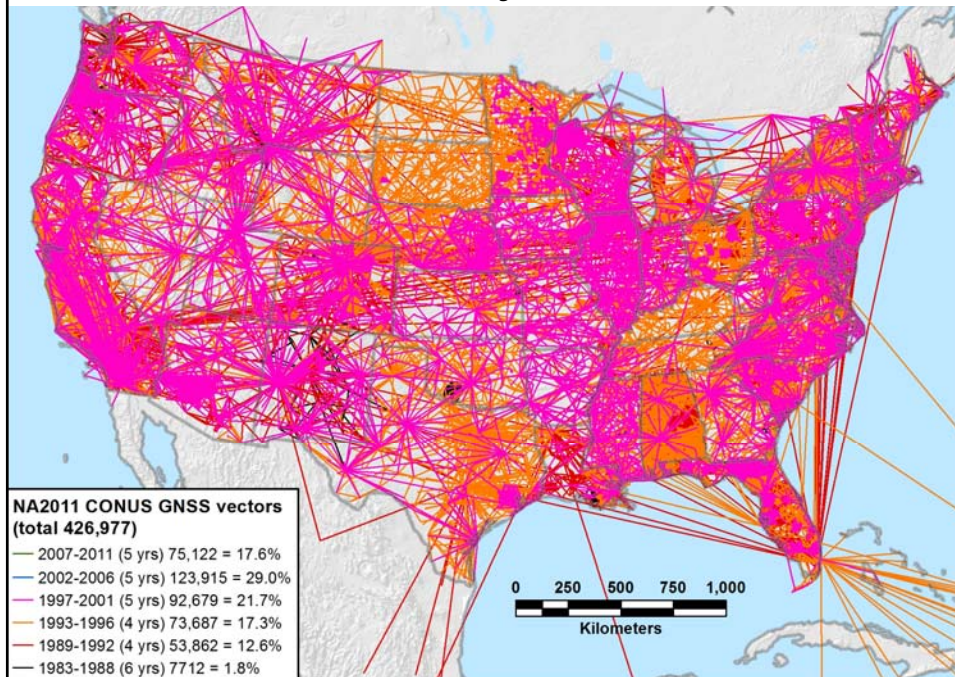 NA2011 CONUS GNSS vectors
(total 426,977)
2007-2011 (5 yrs) 75,122 = 17.6%
2002-2006 (5 yrs) 123,915 = 29.0%
1997-2001 (5 yrs) 92,679 = 21.7%
1993-1996 (4 yrs) 73,687 = 17.3%
1989-1992 (4 yrs) 53,862 = 12.6%
1983-1988 (6 yrs) 7712 = 1.8%
0 250 500 750 1,000
Kilometers